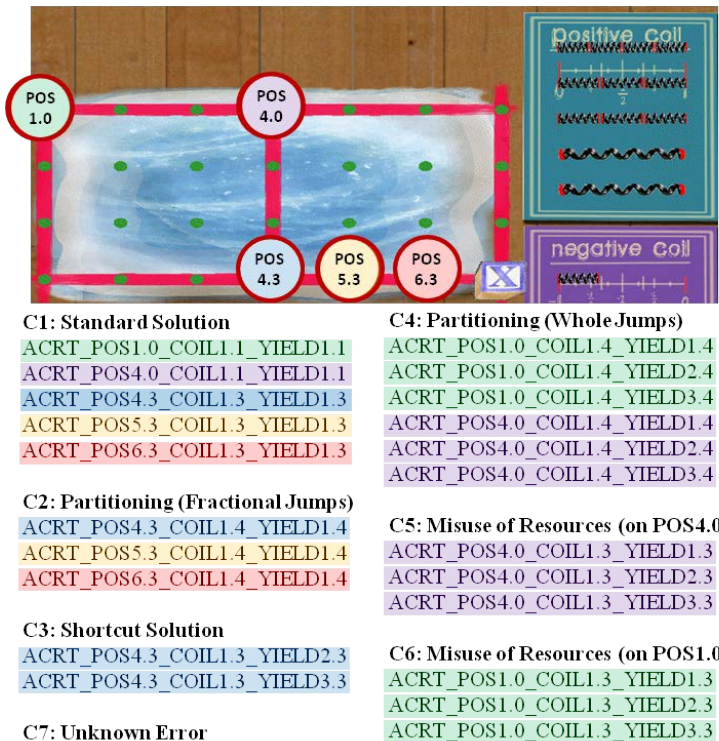 positive coil
0
1
2
1
POS
1.0
POS
4.0
POS
4.3
POS
5.3
POS
6.3
X
negative coil
C1: Standard Solution
ACRT_POS1.0_COIL1.1_YIELD1.1
ACRT_POS4.0_COIL1.1_YIELD1.1
ACRT_POS4.3_COIL1.3_YIELD1.3
ACRT_POS5.3_COIL1.3_YIELD1.3
ACRT_POS6.3_COIL1.3_YIELD1.3
C2: Partitioning (Fractional Jumps)
ACRT_POS4.3_COIL1.4_YIELD1.4
ACRT_POS5.3_COIL1.4_YIELD1.4
ACRT_POS6.3_COIL1.4_YIELD1.4
C3: Shortcut Solution
ACRT_POS4.3_COIL1.3_YIELD2.3
ACRT_POS4.3_COIL1.3_YIELD3.3
C7: Unknown Error
C4: Partitioning (Whole Jumps)
ACRT_POS1.0_COIL1.4_YIELD1.4
ACRT_POS1.0_COIL1.4_YIELD2.4
ACRT_POS1.0_COIL1.4_YIELD3.4
ACRT_POS4.0_COIL1.4_YIELD1.4
ACRT_POS4.0_COIL1.4_YIELD2.4
ACRT_POS4.0_COIL1.4_YIELD3.4
C5: Misuse of Resources (on POS4.0
ACRT_POS4.0_COIL1.3_YIELD1.3
ACRT_POS4.0_COIL1.3_YIELD2.3
ACRT_POS4.0_COIL1.3_YIELD3.3
C6: Misuse of Resources (on POS1.0
ACRT_POS1.0_COIL1.3_YIELD1.3
ACRT_POS1.0_COIL1.3_YIELD2.3
ACRT_POS1.0_COIL1.3_YIELD3.3